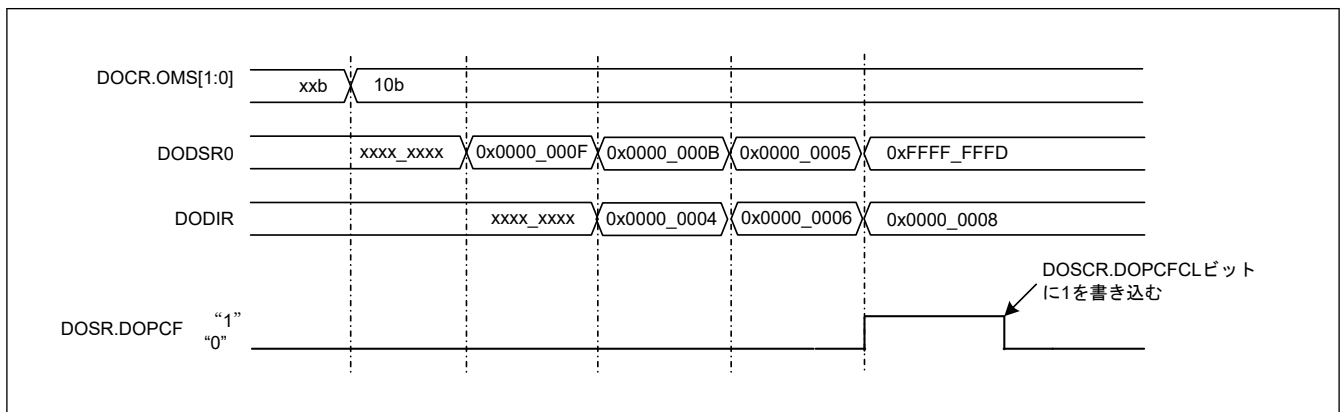 DOCR.OMS[1:0] xxb 10b
DODSR0 xxxx_xxxx 0x0000_000F 0x0000_000B 0x0000_0005 0xFFFF_FFFD
DODIR xxxx_xxxx 0x0000_0004 0x0000_0006 0x0000_0008
DOSCR.DOPCFCLビット
に1を書き込む
DOSR.DOPCF “1”
“0”